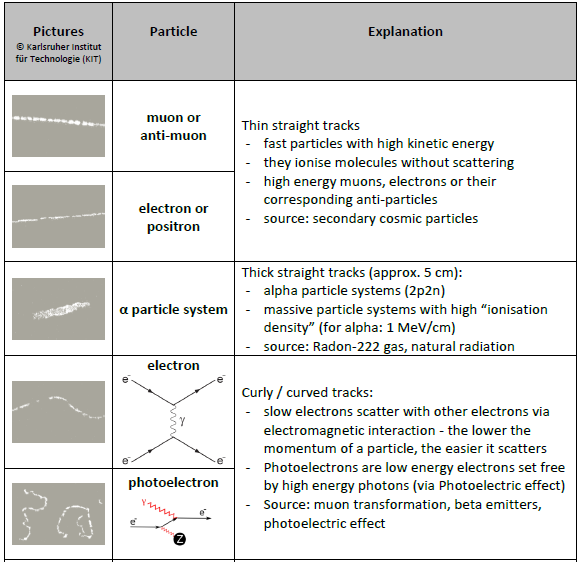 Pictures
© Karlsruher Institut
für Technologie (KIT)
Particle
Explanation
muon or
anti-muon
electron or
positron
Thin straight tracks
- fast particles with high kinetic energy
- they ionise molecules without scattering
- high energy muons, electrons or their
corresponding anti-particles
- source: secondary cosmic particles
α particle system
Thick straight tracks (approx. 5 cm):
- alpha particle systems (2p2n)
- massive particle systems with high “ionisation
density” (for alpha: 1 MeV/cm)
- source: Radon-222 gas, natural radiation
electron
e⁻ e⁻
γ
e⁻ e⁻
photoelectron
γ
e⁻ e⁻
Z
Curly / curved tracks:
- slow electrons scatter with other electrons via
electromagnetic interaction - the lower the
momentum of a particle, the easier it scatters
- Photoelectrons are low energy electrons set free
by high energy photons (via Photoelectric effect)
- Source: muon transformation, beta emitters,
photoelectric effect